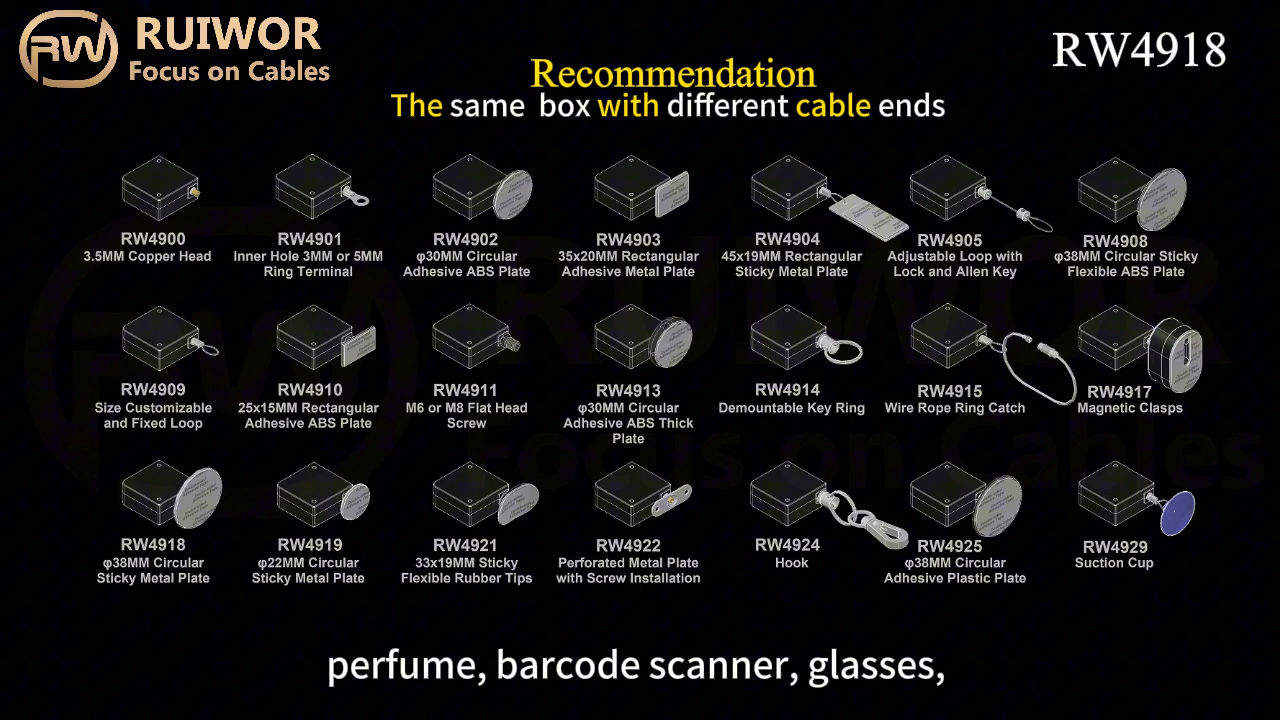 RW
RUIWOR
Focus on Cables
RW4918
Recommendation
The same box with different cable ends
RW4900
3.5MM Copper Head
RW4901
Inner Hole 3MM or 5MM
Ring Terminal
RW4902
φ30MM Circular
Adhesive ABS Plate
RW4903
35x20MM Rectangular
Adhesive Metal Plate
RW4904
45x19MM Rectangular
Sticky Metal Plate
RW4905
Adjustable Loop with
Lock and Allen Key
RW4908
φ38MM Circular Sticky
Flexible ABS Plate
RW4909
Size Customizable
and Fixed Loop
RW4910
25x15MM Rectangular
Adhesive ABS Plate
RW4911
M6 or M8 Flat Head
Screw
RW4913
φ30MM Circular
Adhesive ABS Thick
Plate
RW4914
Demountable Key Ring
RW4915
Wire Rope Ring Catch
RW4917
Magnetic Clasps
RW4918
φ38MM Circular
Sticky Metal Plate
RW4919
φ22MM Circular
Sticky Metal Plate
RW4921
33x19MM Sticky
Flexible Rubber Tips
RW4922
Perforated Metal Plate
with Screw Installation
RW4924
Hook
RW4925
φ38MM Circular
Adhesive Plastic Plate
RW4929
Suction Cup
perfume, barcode scanner, glasses,